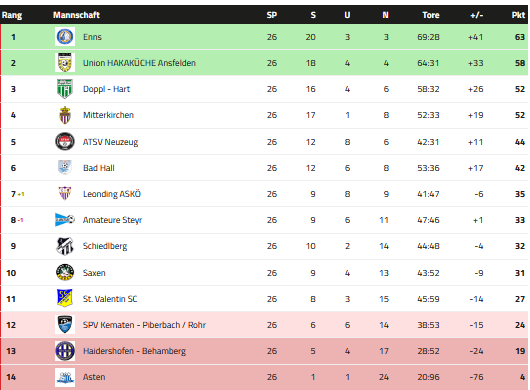 Rang Mannschaft SP S U N Tore +/- Pkt
1 Enns 26 20 3 3 69:28 +41 63
2 Union HAKAKÜCHE Ansfelden 26 18 4 4 64:31 +33 58
3 Doppl - Hart 26 16 4 6 58:32 +26 52
4 Mitterkirchen 26 17 1 8 52:33 +19 52
5 ATSV Neuzeug 26 12 8 6 42:31 +11 44
6 Bad Hall 26 12 6 8 53:36 +17 42
7 +1 Leonding ASKÖ 26 9 8 9 41:47 -6 35
8 -1 Amateure Steyr 26 9 6 11 47:46 +1 33
9 Schiedlberg 26 10 2 14 44:48 -4 32
10 Saxen 26 9 4 13 43:52 -9 31
11 St. Valentin SC 26 8 3 15 45:59 -14 27
12 SPV Kematen - Piberbach / Rohr 26 6 6 14 38:53 -15 24
13 Haidershofen - Behamberg 26 5 4 17 28:52 -24 19
14 Asten 26 1 1 24 20:96 -76 4